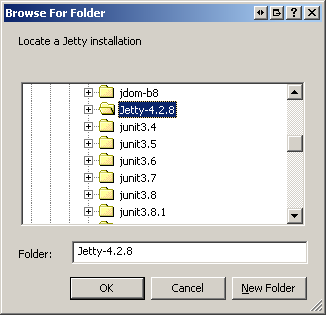 Browse For Folder
Locate a Jetty installation
jdom-b8
Jetty-4.2.8
junit3.4
junit3.5
junit3.6
junit3.7
junit3.8
junit3.8.1
Folder: Jetty-4.2.8
OK Cancel New Folder